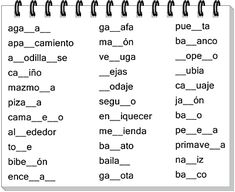 aga__a__
apa__camiento
a__odilla__se
ca__iño
mazmo__a
piza__a
cama__e__o
al__ededor
to__e
bibe__ón
ence__a__
ga__afa
ma__ón
ve__uga
__ejas
__odaje
segu__o
en__iquecer
me__ienda
ba__ato
baila__
ga__ota
pue__ta
ba__anco
__ope__o
__ubia
ca__uaje
ja__ón
ba__o
pe__e__a
primave__a
na__iz
ba__co